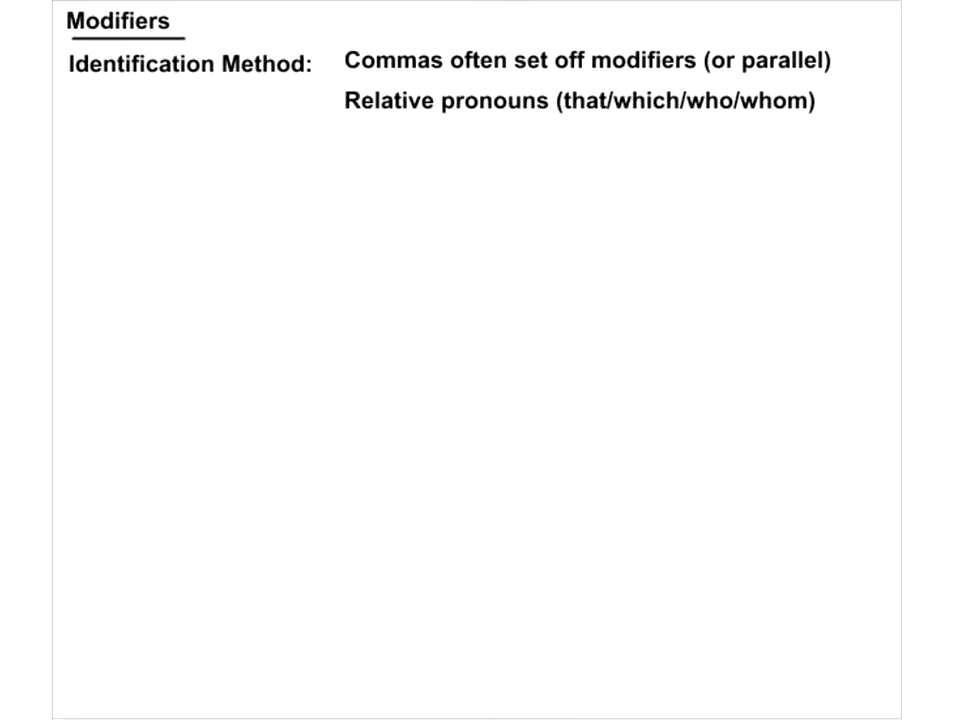 Modifiers
Identification Method: Commas often set off modifiers (or parallel)
Relative pronouns (that/which/who/whom)